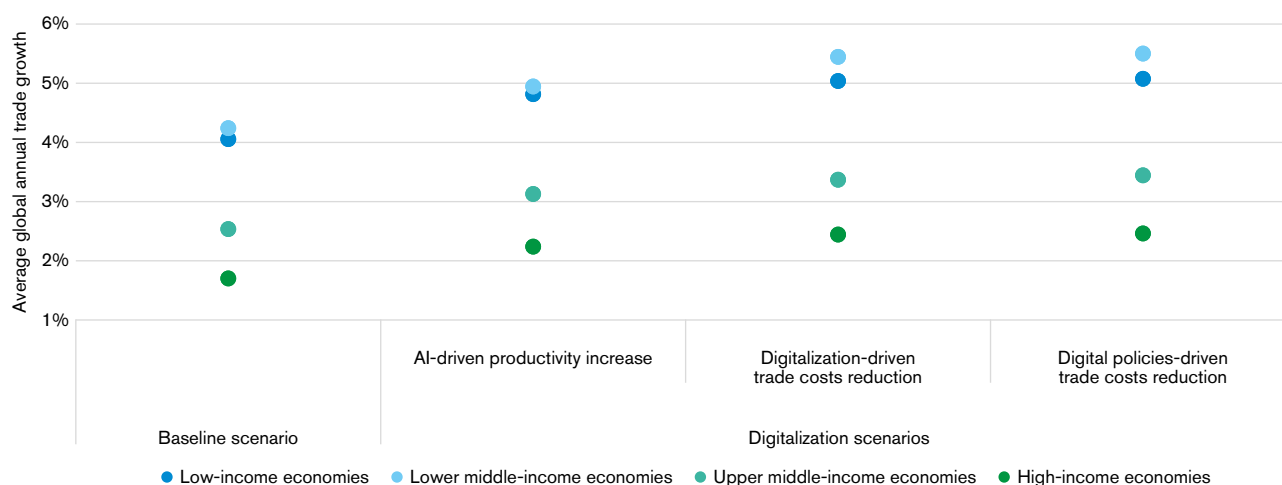 Average global annual trade growth
6%
5%
4%
3%
2%
1%
AI-driven productivity increase
Digitalization-driven
trade costs reduction
Digital policies-driven
trade costs reduction
Baseline scenario
Digitalization scenarios
Low-income economies
Lower middle-income economies
Upper middle-income economies
High-income economies